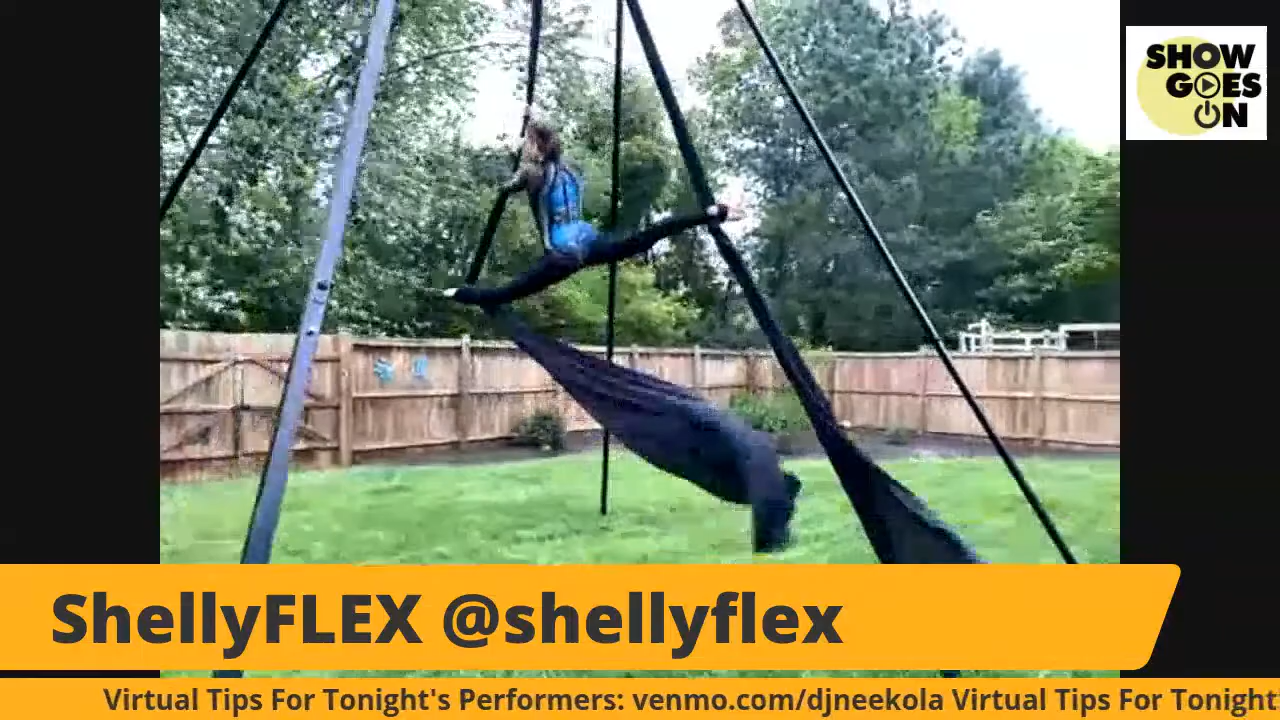 SHOW
GOES
ON
ShellyFLEX @shellyflex
Virtual Tips For Tonight's Performers: venmo.com/djneekola Virtual Tips For Tonight